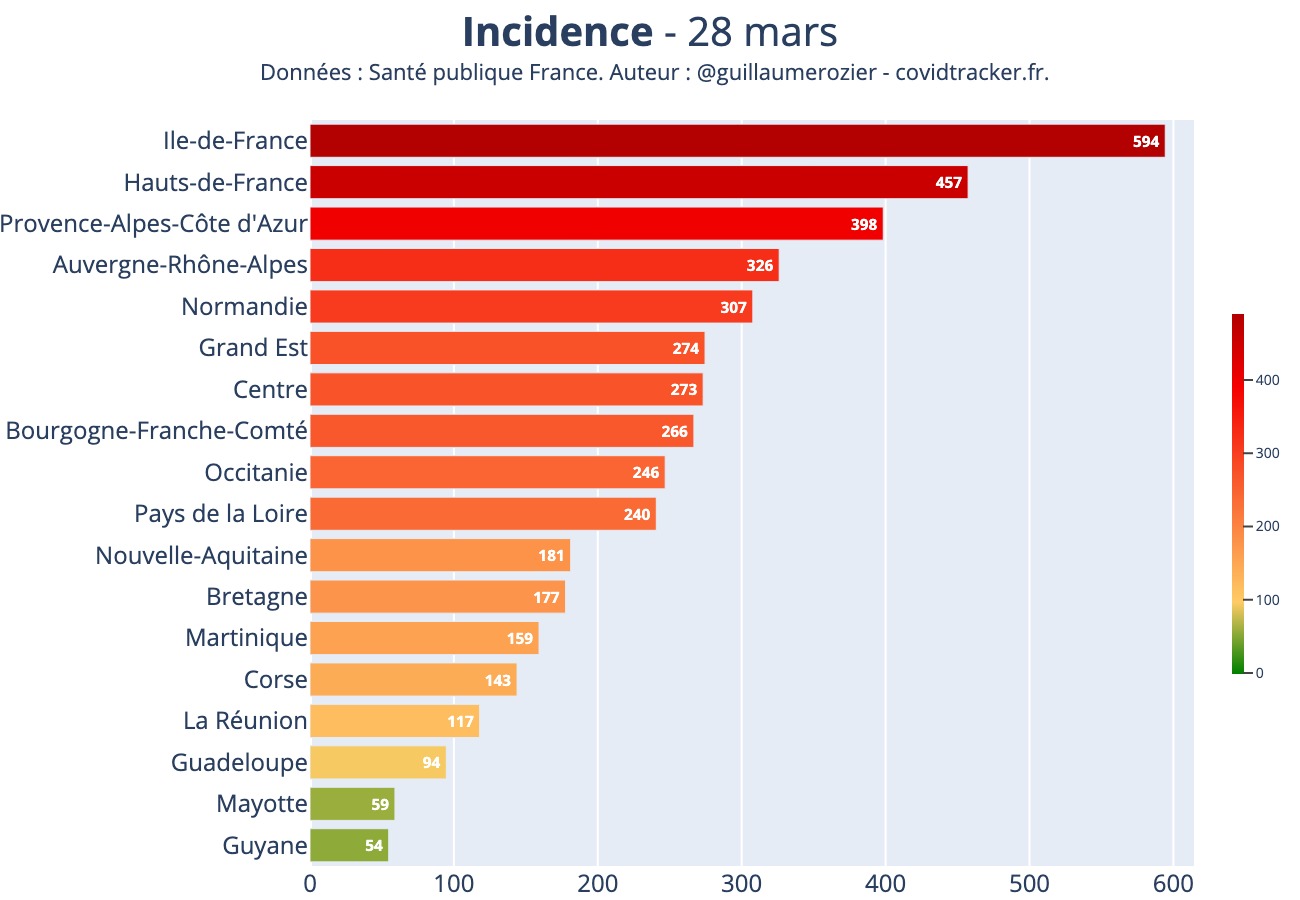 Incidence - 28 mars
Données : Santé publique France. Auteur : @guillaumerozier - covidtracker.fr.
Ile-de-France 594
Hauts-de-France 457
Provence-Alpes-Côte d'Azur 398
Auvergne-Rhône-Alpes 326
Normandie 307
Grand Est 274
Centre 273
Bourgogne-Franche-Comté 266
Occitanie 246
Pays de la Loire 240
Nouvelle-Aquitaine 181
Bretagne 177
Martinique 159
Corse 143
La Réunion 117
Guadeloupe 94
Mayotte 59
Guyane 54
0 100 200 300 400 500 600
400
300
200
100
0